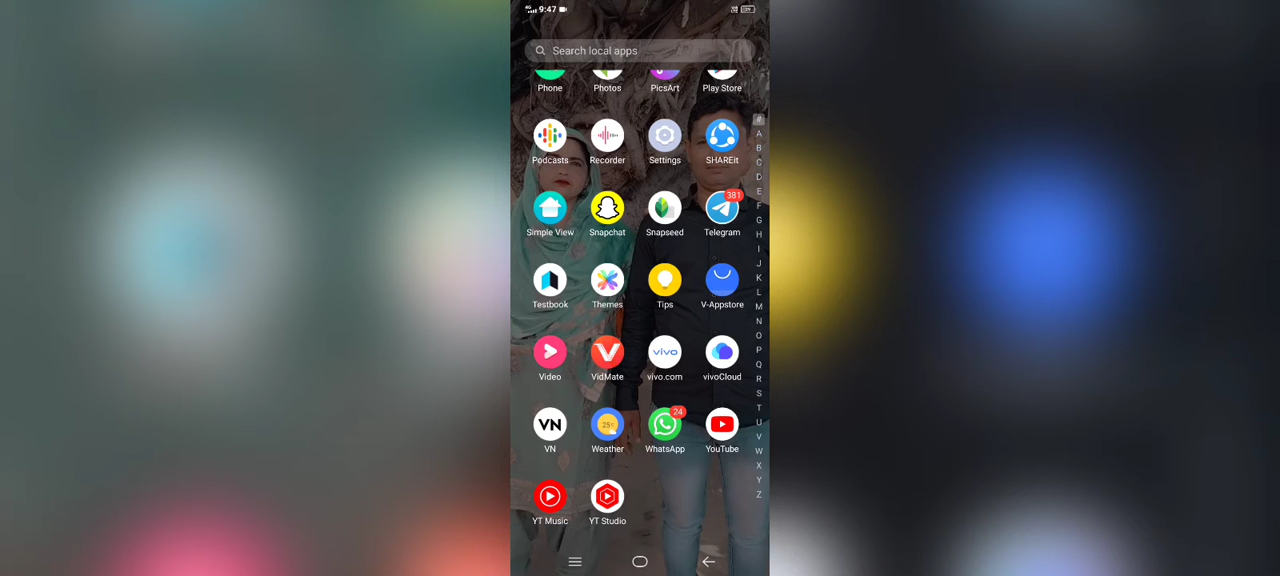 4G 9:47
Search local apps
Phone Photos PicsArt Play Store
Podcasts Recorder Settings SHAREit
381
Simple View Snapchat Snapseed Telegram
Testbook Themes Tips V-Appstore
vivo
Video VidMate vivo.com vivoCloud
VN 25° 24
VN Weather WhatsApp YouTube
YT Music YT Studio
#
A
B
C
D
E
F
G
H
I
J
K
L
M
N
O
P
Q
R
S
T
U
V
W
X
Y
Z